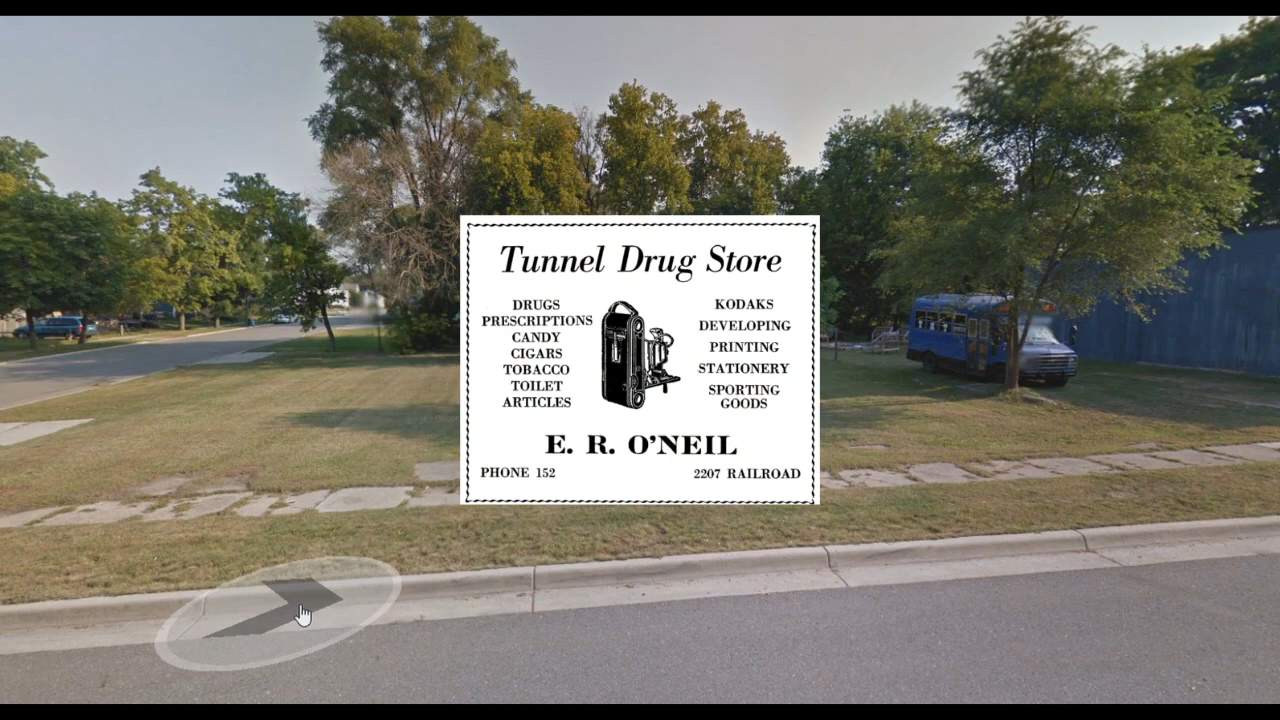 Tunnel Drug Store
DRUGS
PRESCRIPTIONS
CANDY
CIGARS
TOBACCO
TOILET
ARTICLES
KODAKS
DEVELOPING
PRINTING
STATIONERY
SPORTING
GOODS
E. R. O'NEIL
PHONE 152
2207 RAILROAD